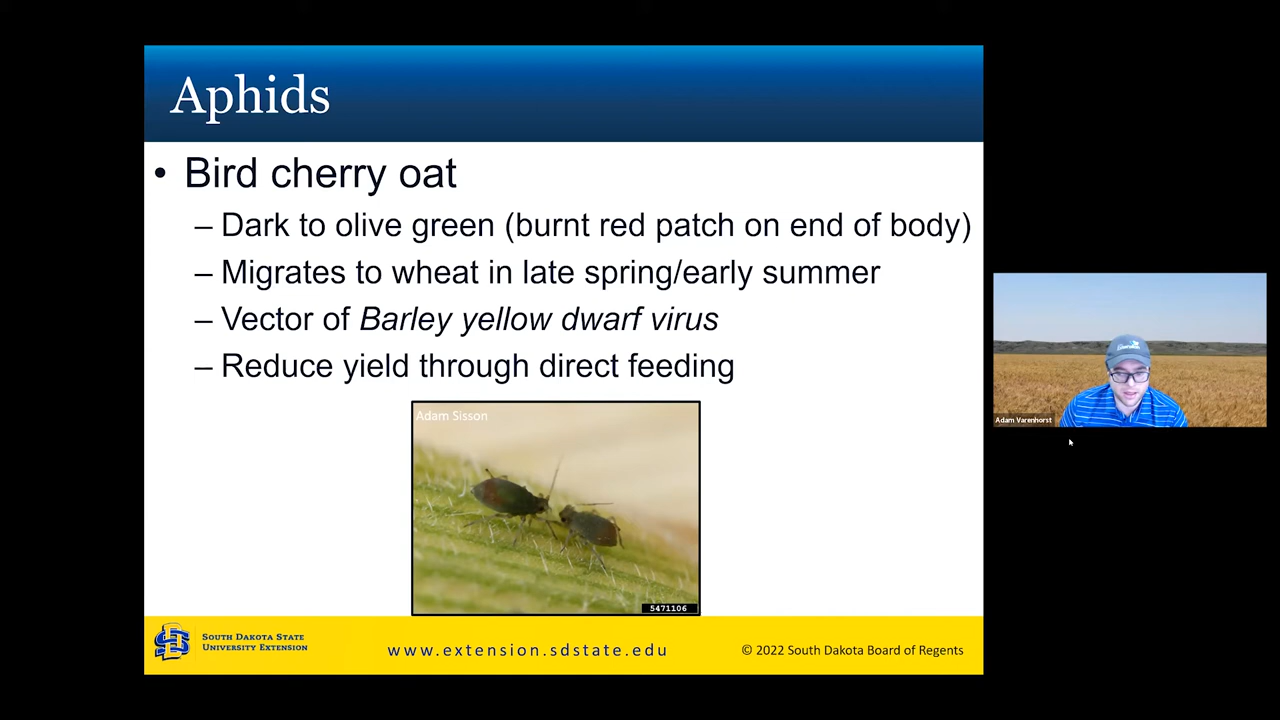 Aphids
• Bird cherry oat
– Dark to olive green (burnt red patch on end of body)
– Migrates to wheat in late spring/early summer
– Vector of Barley yellow dwarf virus
– Reduce yield through direct feeding
Adam Sisson
5471106
SOUTH DAKOTA STATE
UNIVERSITY EXTENSION
www.extension.sdstate.edu
© 2022 South Dakota Board of Regents
Adam Varenhorst